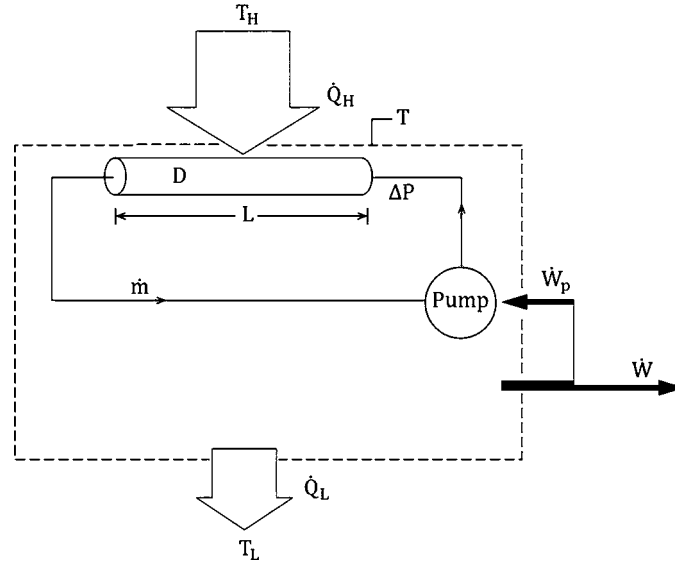 T_H
Q̇_H
T
D
L
ΔP
ṁ
Pump
Ẇ_p
Ẇ
Q̇_L
T_L